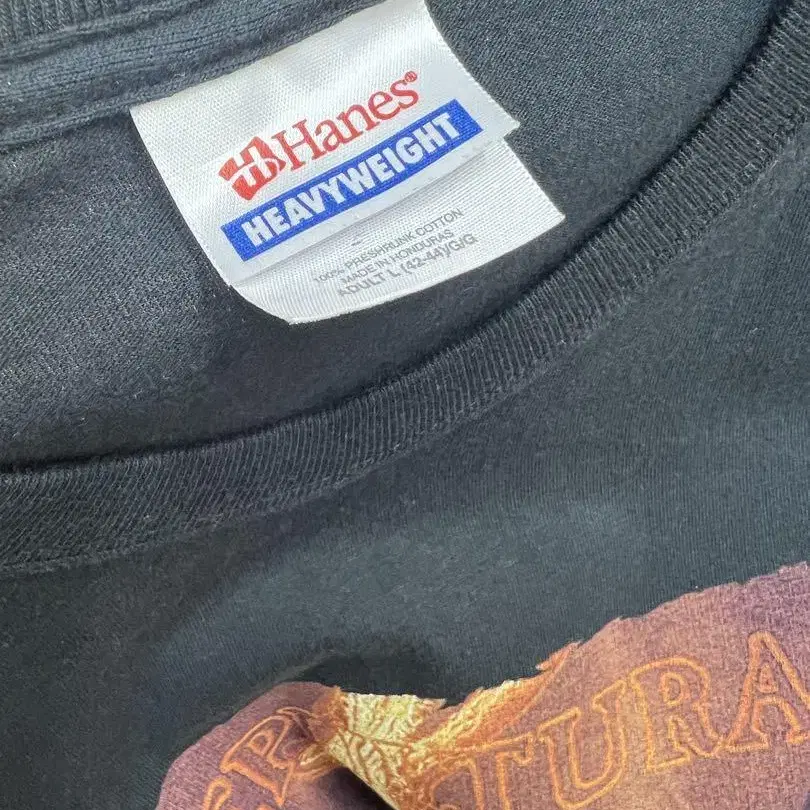 Hanes®
HEAVYWEIGHT
100% PRESHRUNK COTTON
MADE IN HONDURAS
ADULT L (42-44)/G/G
TURA